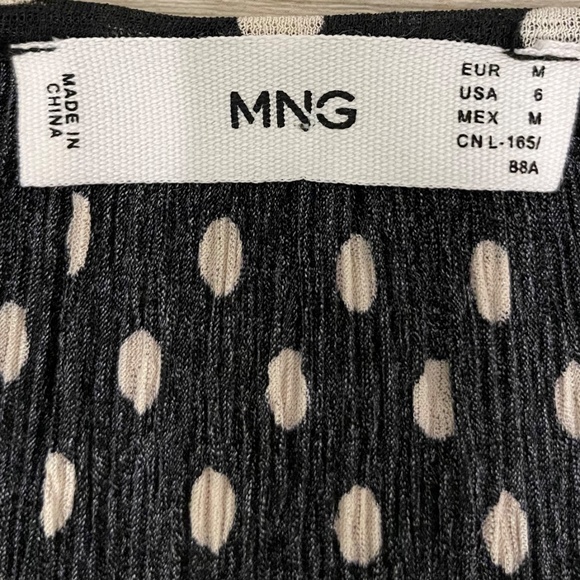 MADE IN
CHINA
MNG
EUR M
USA 6
MEX M
CN L-165/
88A